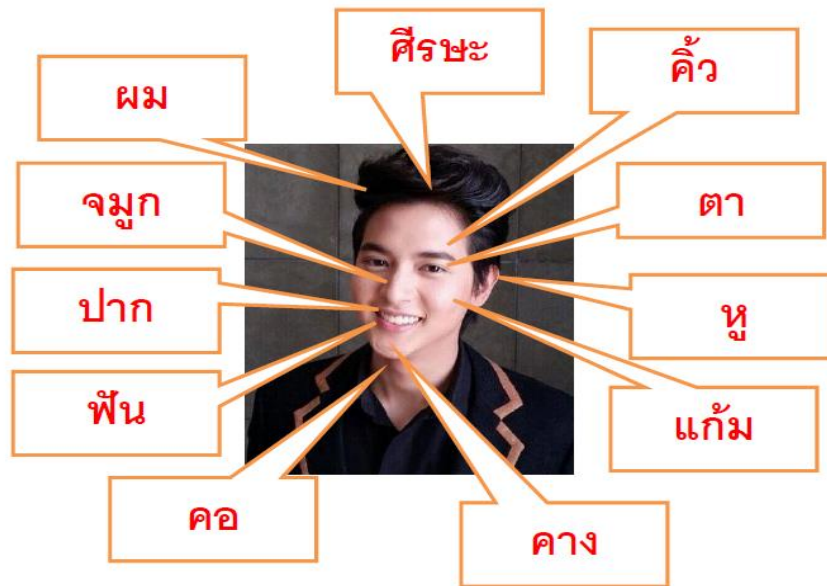 ศีรษะ
คิ้ว
ผม
จมูก
ตา
ปาก
หู
ฟัน
แก้ม
คอ
คาง